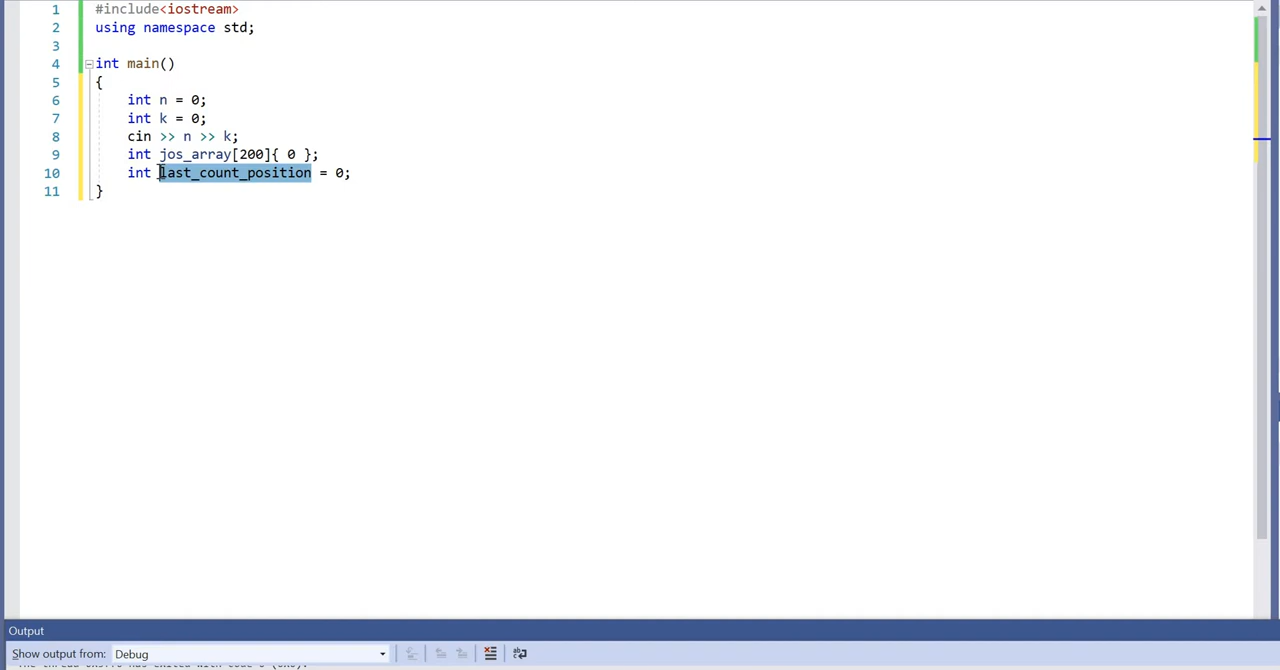 1 #include<iostream>
2 using namespace std;
3
4 int main()
5 {
6 int n = 0;
7 int k = 0;
8 cin >> n >> k;
9 int jos_array[200]{ 0 };
10 int last_count_position = 0;
11 }
Output
Show output from: Debug